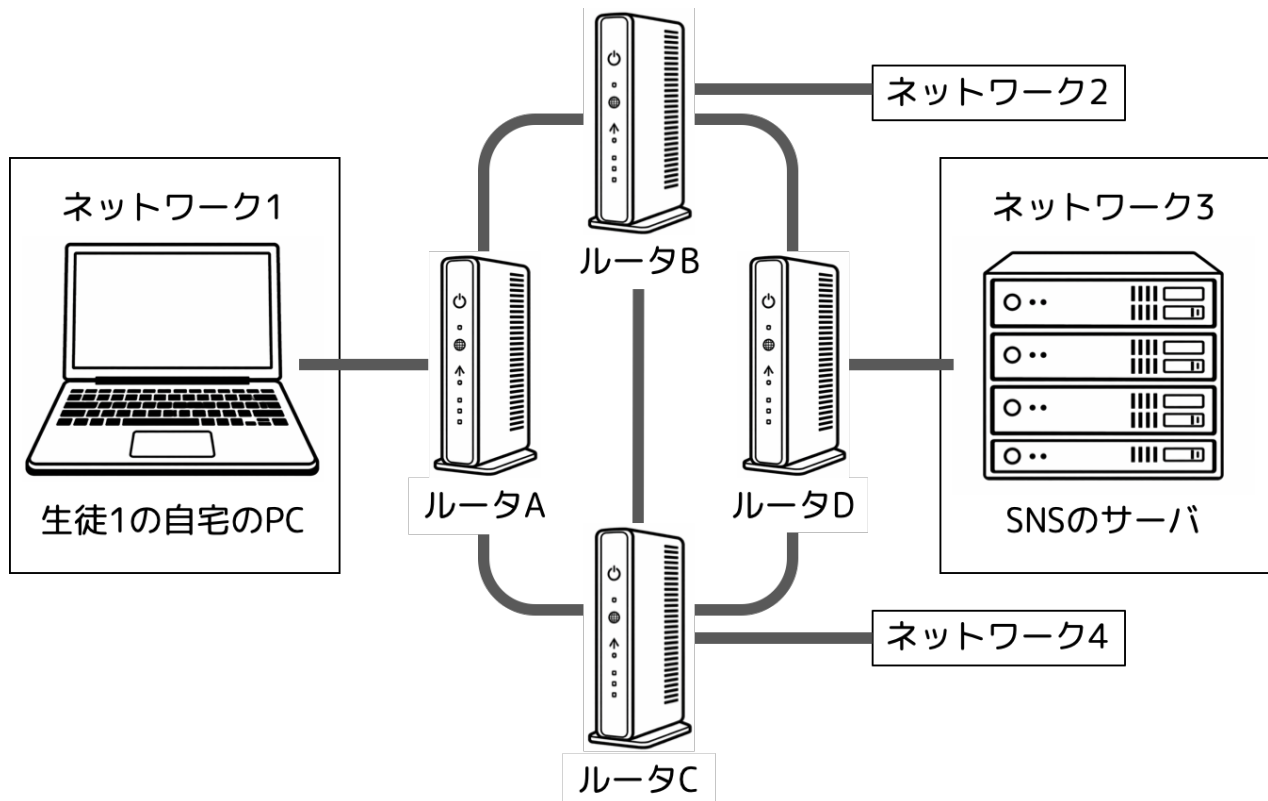 ネットワーク2
ネットワーク1
ネットワーク3
ルータB
生徒1の自宅のPC
ルータA
ルータD
SNSのサーバ
ネットワーク4
ルータC